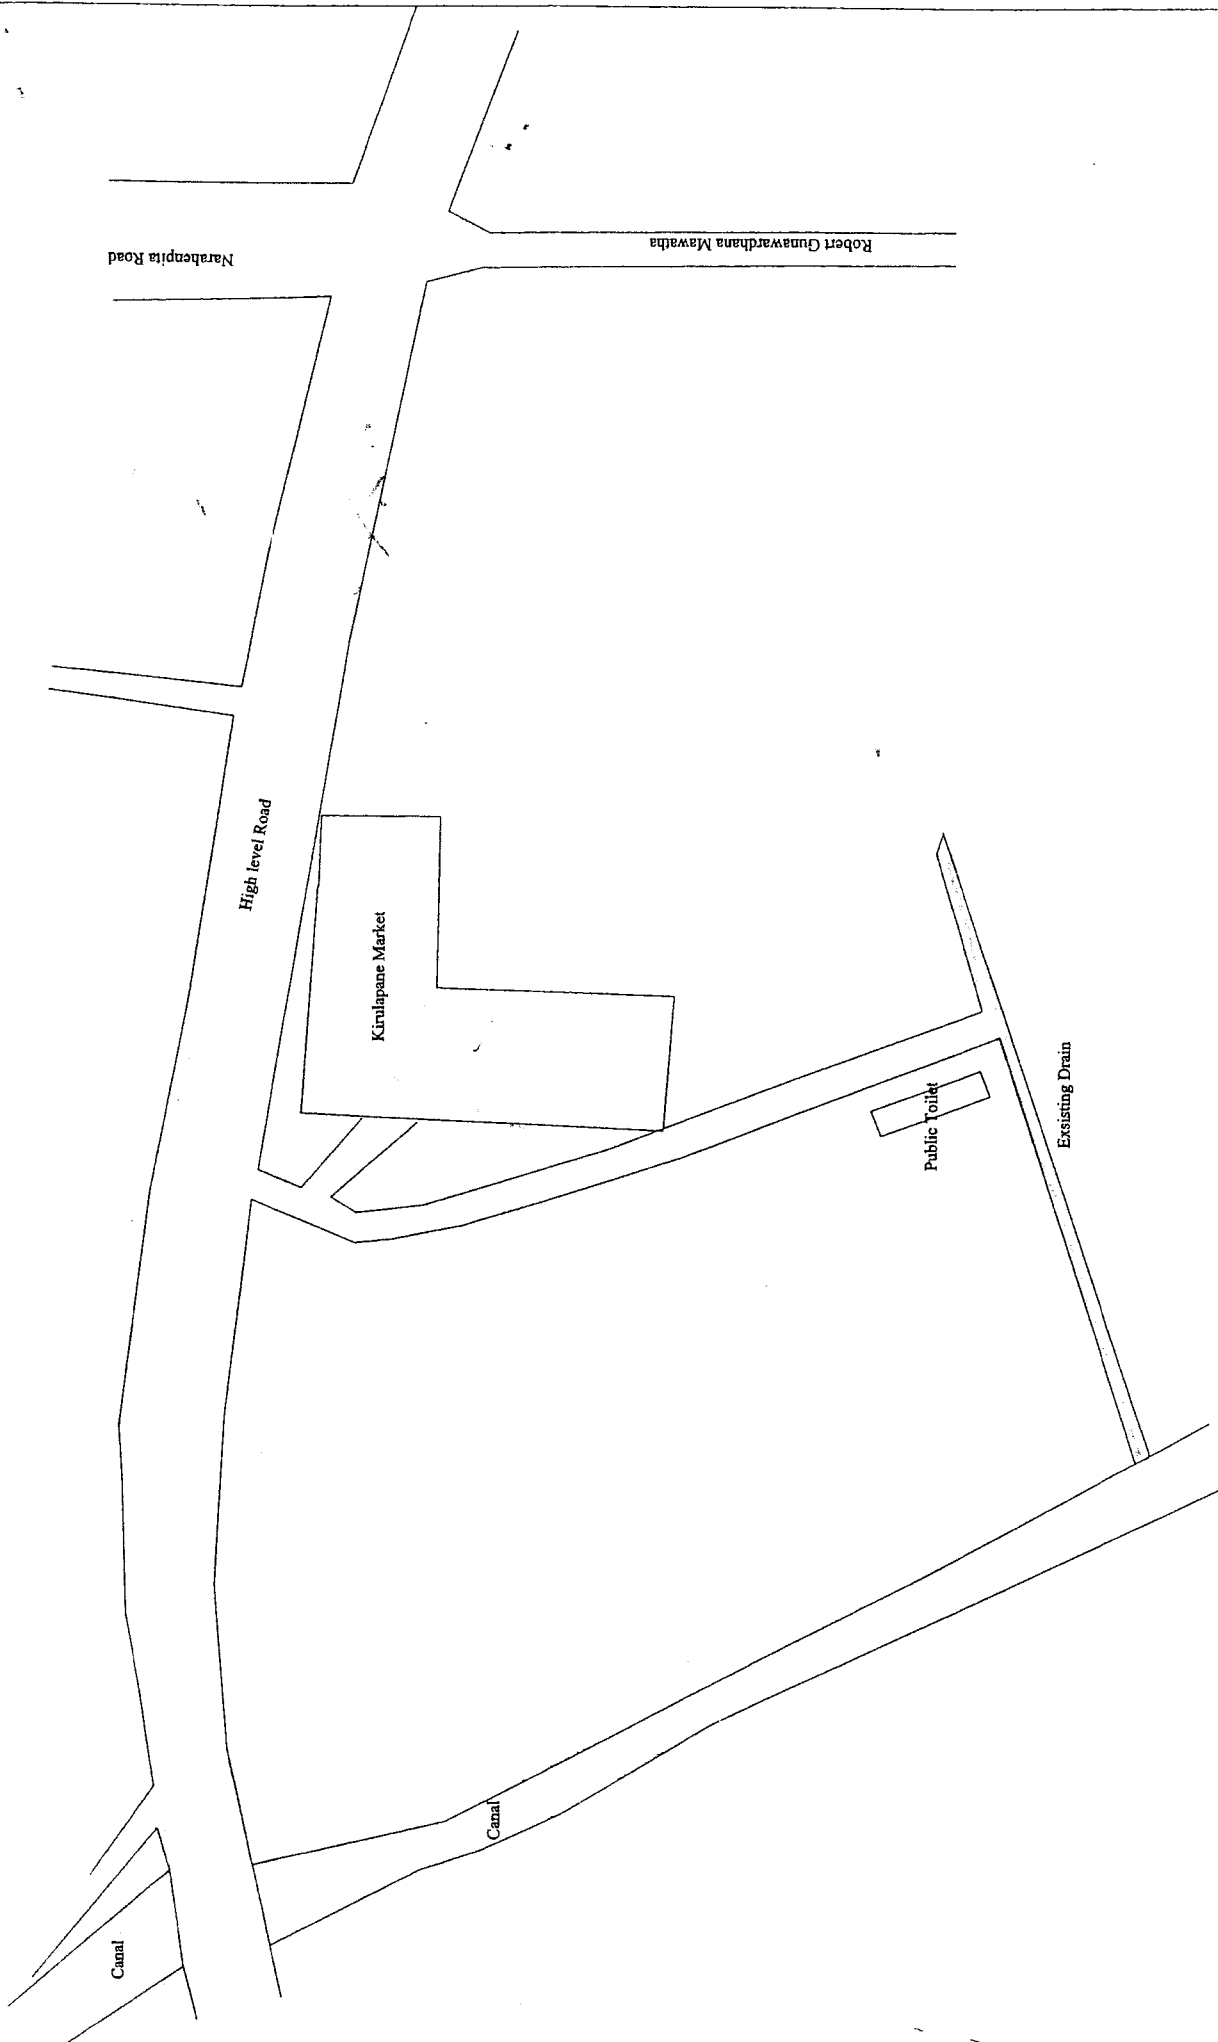 Narahenpita Road
Robert Gunawardhana Mawatha
High level Road
Kirulapane Market
Public Toilet
Exsisting Drain
Canal
Canal